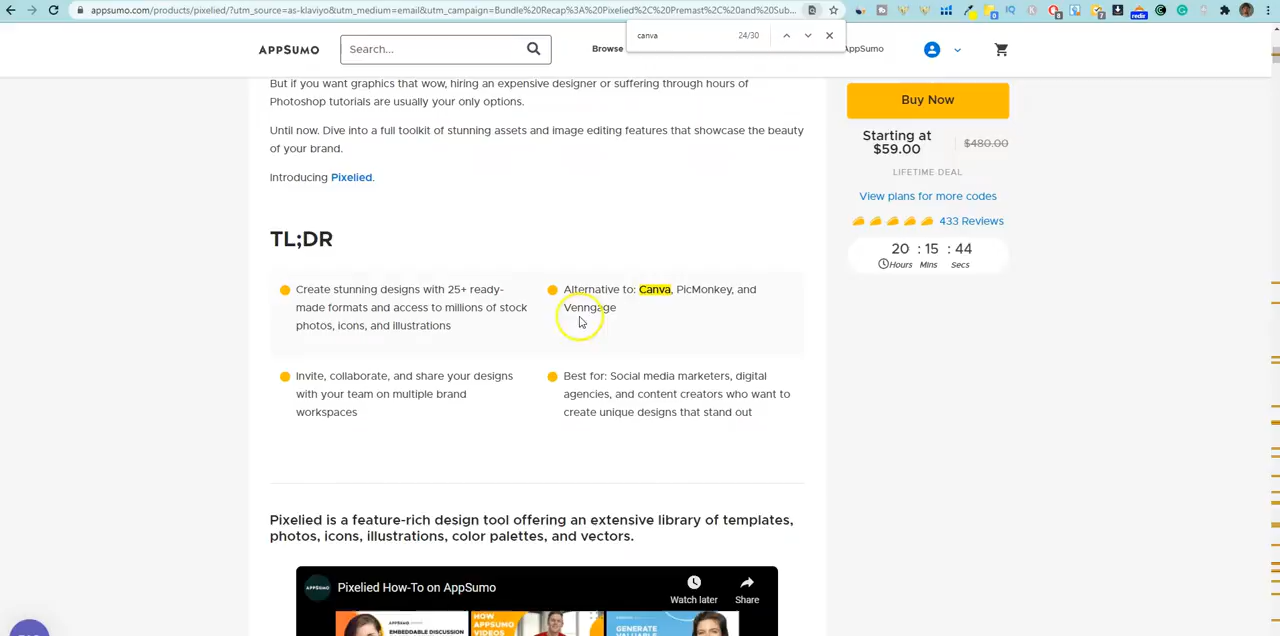 appsumo.com/products/pixelied/?utm_source=as-klaviyo&utm_medium=email&utm_campaign=Bundle%20Recap%3A%20Pixelied%2C%20Premast%2C%20and%20Sub...
canva
24/30
APPSUMO
Search...
Browse
AppSumo
But if you want graphics that wow, hiring an expensive designer or suffering through hours of
Photoshop tutorials are usually your only options.
Until now. Dive into a full toolkit of stunning assets and image editing features that showcase the beauty
of your brand.
Introducing Pixelied.
TL;DR
Create stunning designs with 25+ ready-
made formats and access to millions of stock
photos, icons, and illustrations
Alternative to: Canva, PicMonkey, and
Venngage
Invite, collaborate, and share your designs
with your team on multiple brand
workspaces
Best for: Social media marketers, digital
agencies, and content creators who want to
create unique designs that stand out
Pixelied is a feature-rich design tool offering an extensive library of templates,
photos, icons, illustrations, color palettes, and vectors.
APPSUMO
Pixelied How-To on AppSumo
Watch later
Share
EMBEDDABLE DISCUSSION
HOW
APPSUMO
VIDEOS
GENERATE
VALUABLE
Buy Now
Starting at
$59.00
$480.00
LIFETIME DEAL
View plans for more codes
433 Reviews
20 : 15 : 44
Hours Mins Secs